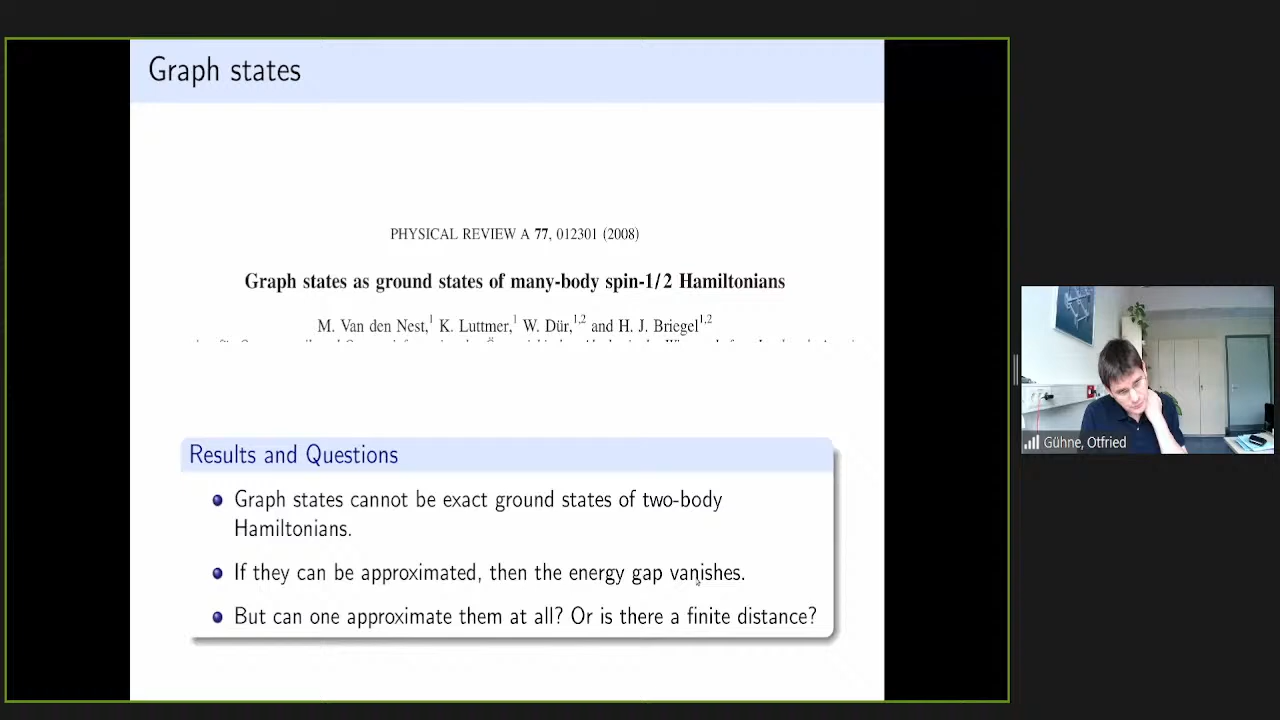 Graph states
PHYSICAL REVIEW A 77, 012301 (2008)
Graph states as ground states of many-body spin-1/2 Hamiltonians
M. Van den Nest,1 K. Luttmer,1 W. Dür,1,2 and H. J. Briegel1,2
Results and Questions
Graph states cannot be exact ground states of two-body
Hamiltonians.
If they can be approximated, then the energy gap vanishes.
But can one approximate them at all? Or is there a finite distance?
Gühne, Otfried